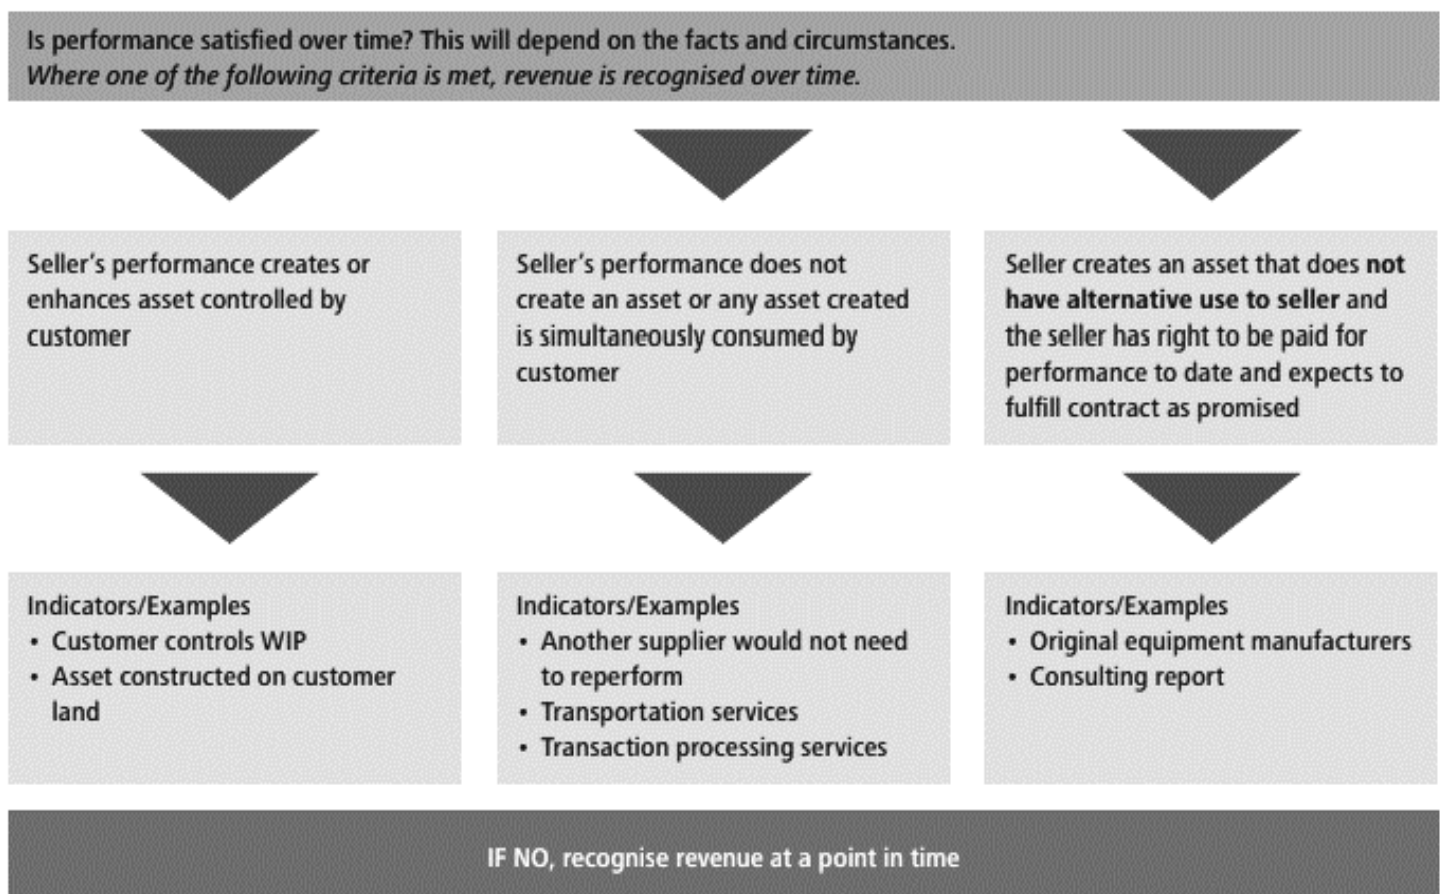 Is performance satisfied over time? This will depend on the facts and circumstances.
Where one of the following criteria is met, revenue is recognised over time.
Seller’s performance creates or
enhances asset controlled by
customer
Seller’s performance does not
create an asset or any asset created
is simultaneously consumed by
customer
Seller creates an asset that does not
have alternative use to seller and
the seller has right to be paid for
performance to date and expects to
fulfill contract as promised
Indicators/Examples
• Customer controls WIP
• Asset constructed on customer
land
Indicators/Examples
• Another supplier would not need
to reperform
• Transportation services
• Transaction processing services
Indicators/Examples
• Original equipment manufacturers
• Consulting report
IF NO, recognise revenue at a point in time